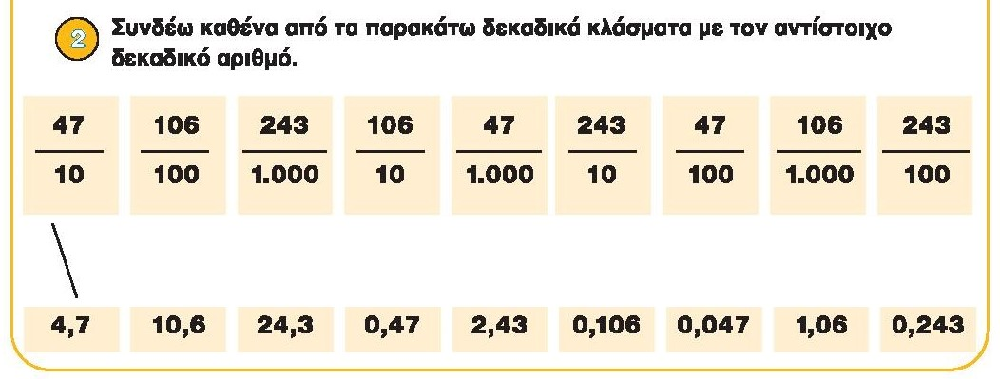 2 Συνδέω καθένα από τα παρακάτω δεκαδικά κλάσματα με τον αντίστοιχο
δεκαδικό αριθμό.
47 106 243 106 47 243 47 106 243
10 100 1.000 10 1.000 10 100 1.000 100
4,7 10,6 24,3 0,47 2,43 0,106 0,047 1,06 0,243